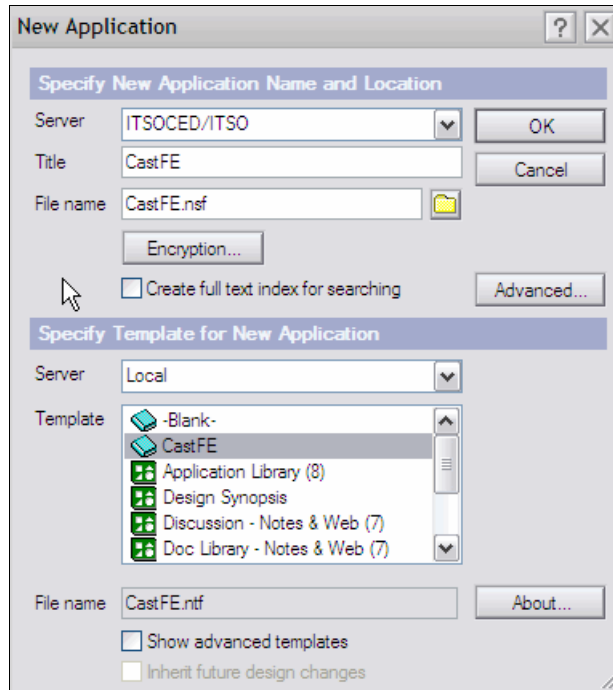 New Application
Specify New Application Name and Location
Server ITSOCED/ITSO OK
Title CastFE Cancel
File name CastFE.nsf
Encryption...
Create full text index for searching Advanced...
Specify Template for New Application
Server Local
Template -Blank-
CastFE
Application Library (8)
Design Synopsis
Discussion - Notes & Web (7)
Doc Library - Notes & Web (7)
File name CastFE.ntf About...
Show advanced templates
Inherit future design changes